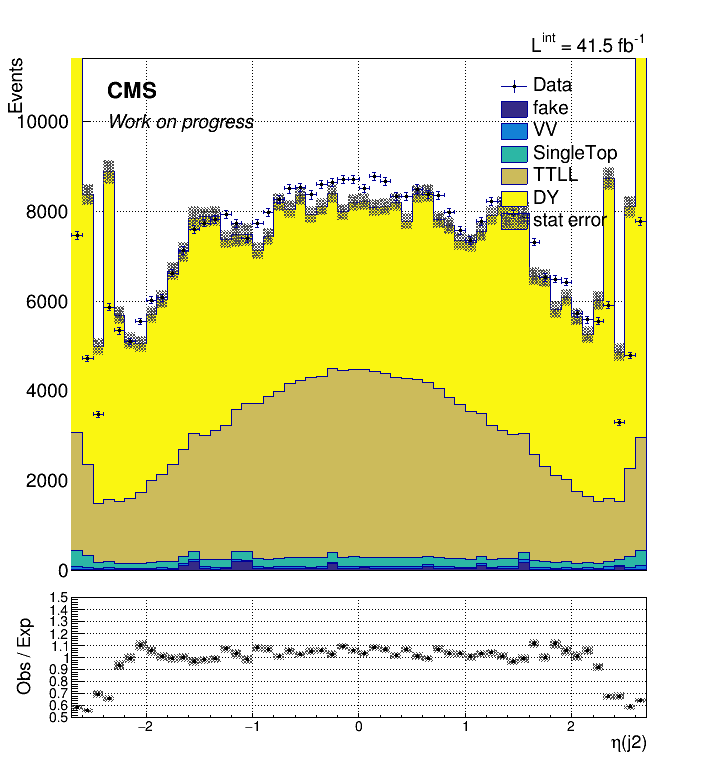 L^int = 41.5 fb^-1
Events
CMS
Work on progress
Data
fake
VV
SingleTop
TTLL
DY
stat error
10000
8000
6000
4000
2000
0
Obs / Exp
1.5
1.4
1.3
1.2
1.1
1
0.9
0.8
0.7
0.6
0.5
−2
−1
0
1
2
η(j2)